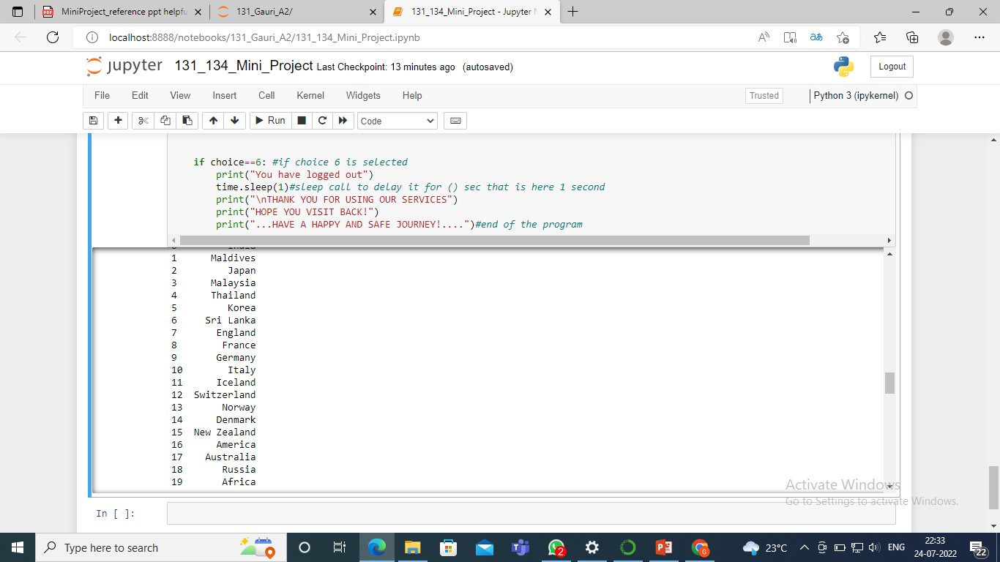 MiniProject_reference ppt helpfu
131_Gauri_A2/
131_134_Mini_Project - Jupyter N
localhost:8888/notebooks/131_Gauri_A2/131_134_Mini_Project.ipynb
jupyter 131_134_Mini_Project Last Checkpoint: 13 minutes ago (autosaved)
Logout
File Edit View Insert Cell Kernel Widgets Help
Trusted
Python 3 (ipykernel)
Run
Code
if choice==6: #if choice 6 is selected
print("You have logged out")
time.sleep(1)#sleep call to delay it for () sec that is here 1 second
print("\nTHANK YOU FOR USING OUR SERVICES")
print("HOPE YOU VISIT BACK!")
print("...HAVE A HAPPY AND SAFE JOURNEY!....")#end of the program
1 Maldives
2 Japan
3 Malaysia
4 Thailand
5 Korea
6 Sri Lanka
7 England
8 France
9 Germany
10 Italy
11 Iceland
12 Switzerland
13 Norway
14 Denmark
15 New Zealand
16 America
17 Australia
18 Russia
19 Africa
Activate Windows
Go to Settings to activate Windows.
In [ ]:
Type here to search
2
G
23°C
ENG
22:33
24-07-2022
22